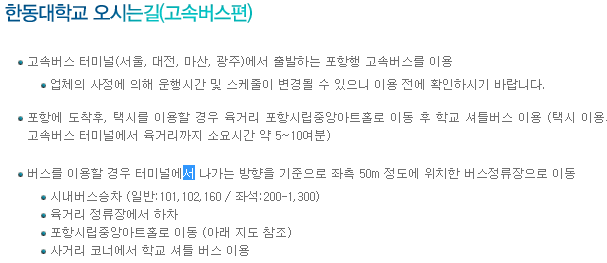 한동대학교 오시는길(고속버스편)
고속버스 터미널(서울, 대전, 마산, 광주)에서 출발하는 포항행 고속버스를 이용
업체의 사정에 의해 운행시간 및 스케줄이 변경될 수 있으니 이용 전에 확인하시기 바랍니다.
포항에 도착후, 택시를 이용할 경우 육거리 포항시립중앙아트홀로 이동 후 학교 셔틀버스 이용 (택시 이용.
고속버스 터미널에서 육거리까지 소요시간 약 5~10여분)
버스를 이용할 경우 터미널에서 나가는 방향을 기준으로 좌측 50m 정도에 위치한 버스정류장으로 이동
시내버스승차 (일반:101,102,160 / 좌석:200-1,300)
육거리 정류장에서 하차
포항시립중앙아트홀로 이동 (아래 지도 참조)
사거리 코너에서 학교 셔틀 버스 이용